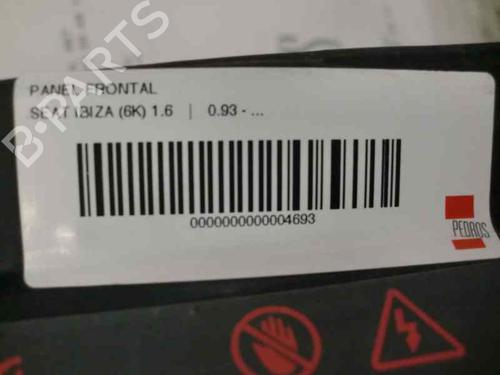 PANEL FRONTAL
SEAT IBIZA (6K) 1.6 | 0.93 - ...
0000000000004693
PEDROS
B-PARTS